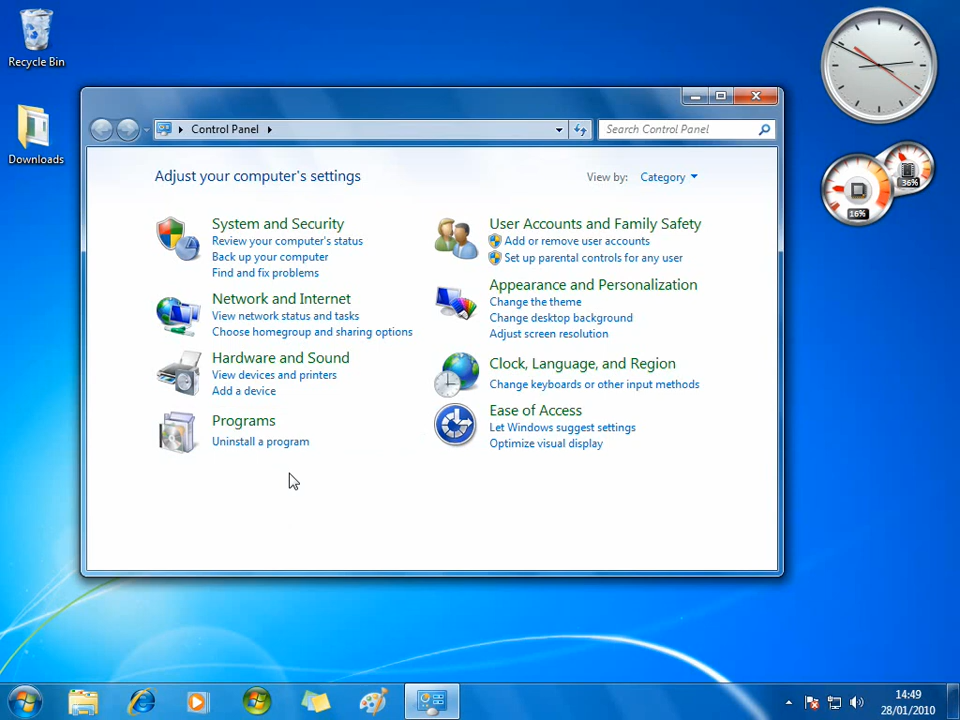 Recycle Bin
Downloads
Control Panel
Search Control Panel
Adjust your computer's settings
View by: Category
System and Security
Review your computer's status
Back up your computer
Find and fix problems
Network and Internet
View network status and tasks
Choose homegroup and sharing options
Hardware and Sound
View devices and printers
Add a device
Programs
Uninstall a program
User Accounts and Family Safety
Add or remove user accounts
Set up parental controls for any user
Appearance and Personalization
Change the theme
Change desktop background
Adjust screen resolution
Clock, Language, and Region
Change keyboards or other input methods
Ease of Access
Let Windows suggest settings
Optimize visual display
36%
16%
14:49
28/01/2010